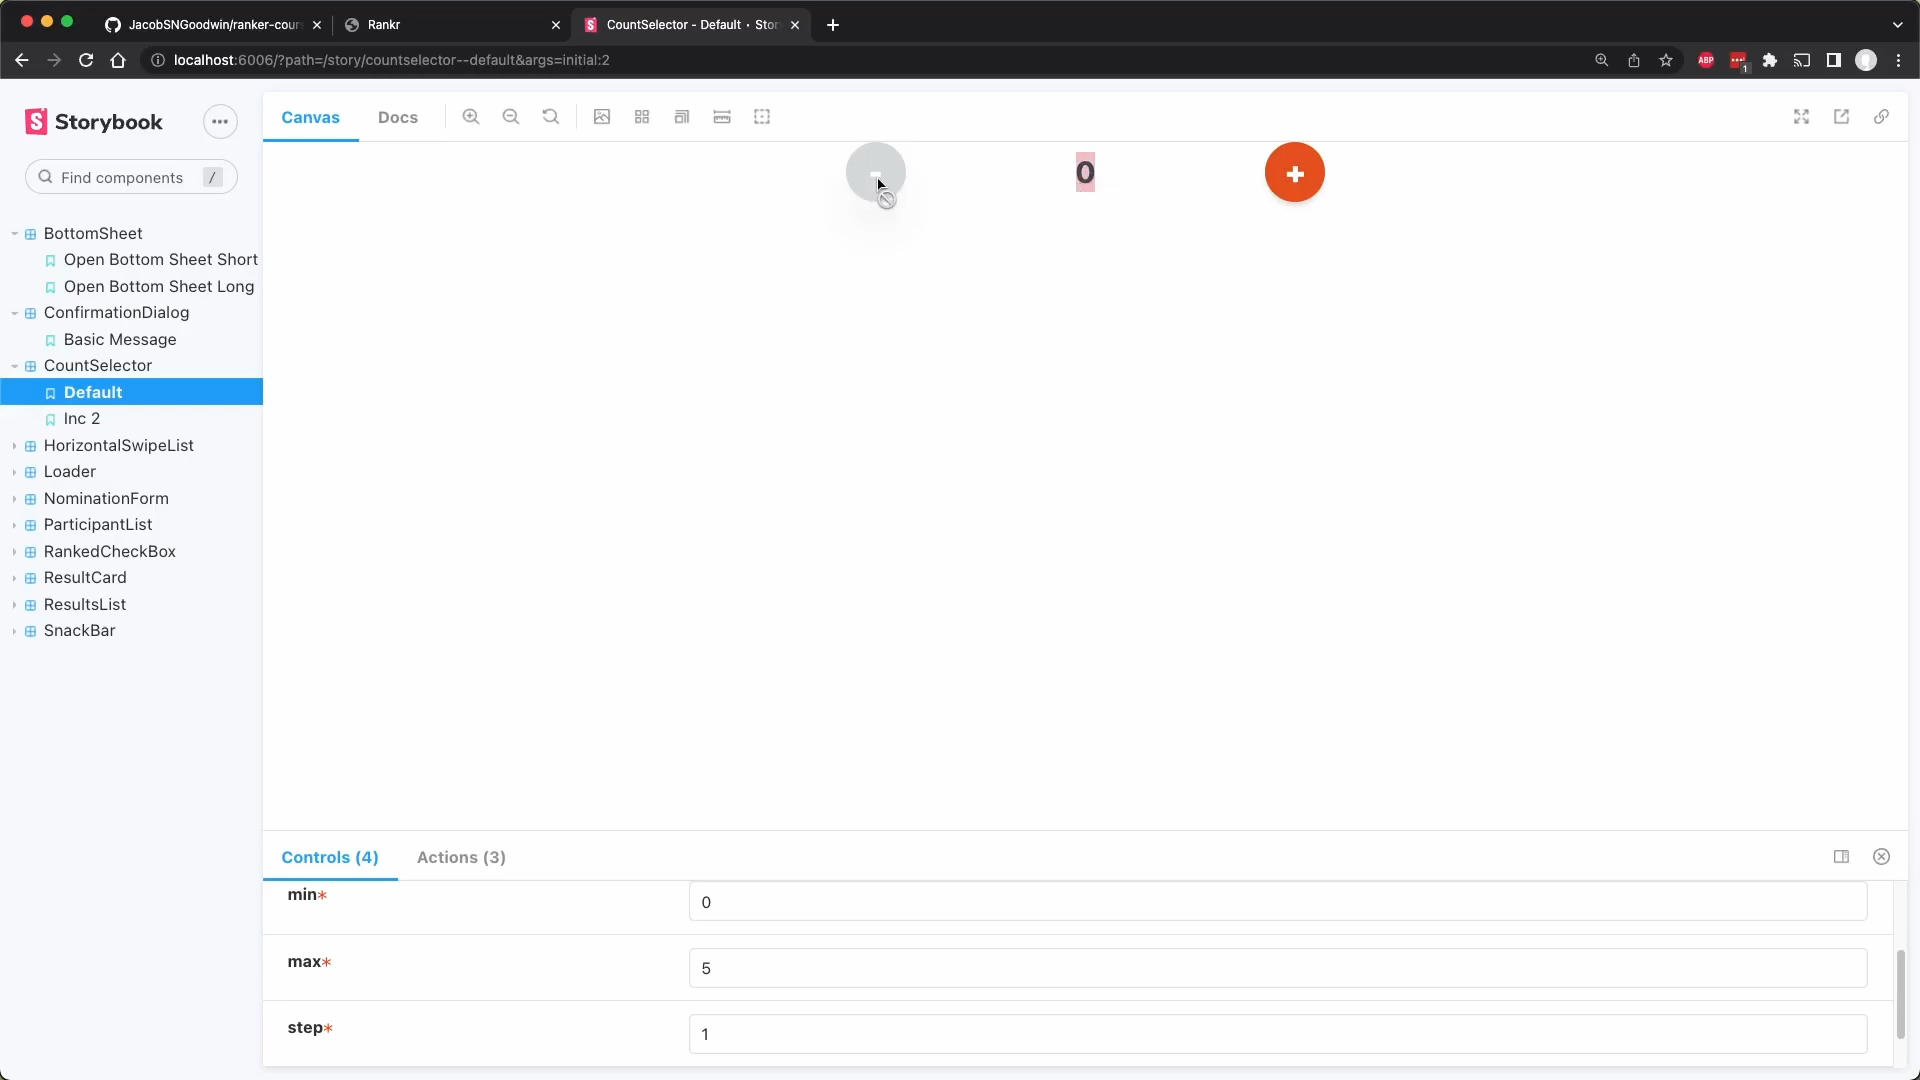 JacobSNGoodwin/ranker-cour
Rankr
CountSelector - Default · Stor
localhost:6006/?path=/story/countselector--default&args=initial:2
ABP
1
Storybook
Find components
/
Canvas
Docs
-
0
+
BottomSheet
Open Bottom Sheet Short
Open Bottom Sheet Long
ConfirmationDialog
Basic Message
CountSelector
Default
Inc 2
HorizontalSwipeList
Loader
NominationForm
ParticipantList
RankedCheckBox
ResultCard
ResultsList
SnackBar
Controls (4)
Actions (3)
min*
0
max*
5
step*
1